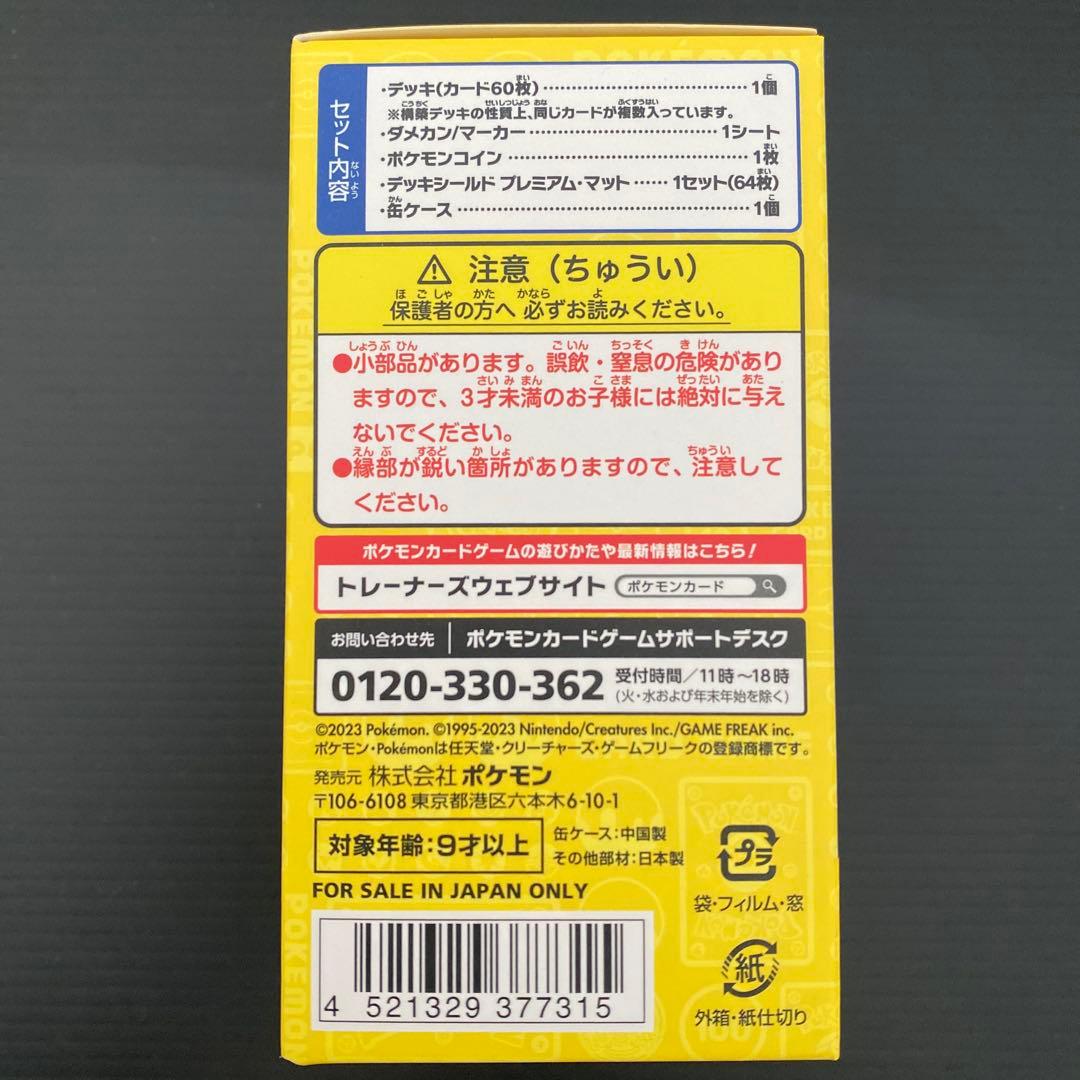 セット内容
・デッキ(カード60枚)……1個
※構築デッキの性質上、同じカードが複数入っています。
・ダメカン/マーカー……1シート
・ポケモンコイン……1枚
・デッキシールド プレミアム・マット……1セット(64枚)
・缶ケース……1個
⚠ 注意（ちゅうい）
保護者の方へ 必ずお読みください。
●小部品があります。誤飲・窒息の危険があり
ますので、3才未満のお子様には絶対に与え
ないでください。
●縁部が鋭い箇所がありますので、注意して
ください。
ポケモンカードゲームの遊びかたや最新情報はこちら！
トレーナーズウェブサイト ポケモンカード
お問い合わせ先 | ポケモンカードゲームサポートデスク
0120-330-362 受付時間／11時～18時
(火・水および年末年始を除く)
©2023 Pokémon. ©1995-2023 Nintendo/Creatures Inc./GAME FREAK inc.
ポケモン・Pokémonは任天堂・クリーチャーズ・ゲームフリークの登録商標です。
発売元 株式会社ポケモン
〒106-6108 東京都港区六本木6-10-1
対象年齢：9才以上
缶ケース：中国製
その他部材：日本製
FOR SALE IN JAPAN ONLY
4 521329 377315
プラ
袋・フィルム・窓
紙
外箱・紙仕切り
POKÉMON
POKÉMON
POKÉMON